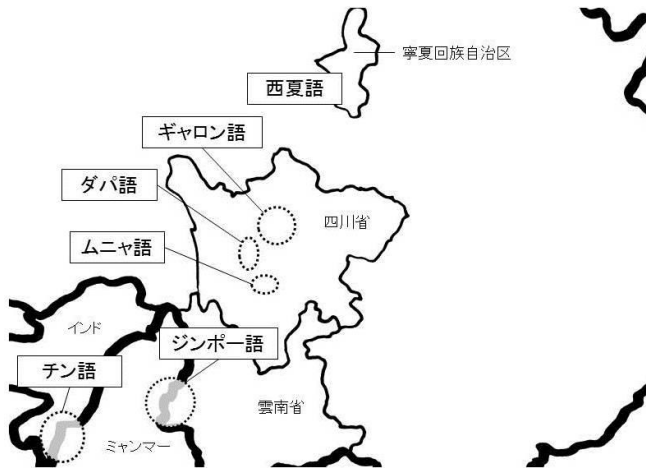 寧夏回族自治区
西夏語
ギャロン語
ダパ語
四川省
ムニャ語
インド
ジンポー語
チン語
雲南省
ミャンマー